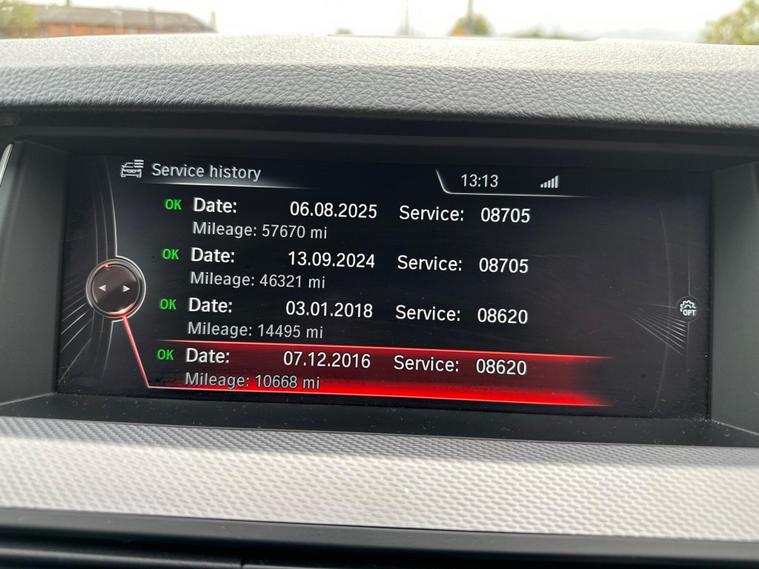 Service history
13:13
OK Date: 06.08.2025 Service: 08705
Mileage: 57670 mi
OK Date: 13.09.2024 Service: 08705
Mileage: 46321 mi
OK Date: 03.01.2018 Service: 08620
Mileage: 14495 mi
OPT
OK Date: 07.12.2016 Service: 08620
Mileage: 10668 mi